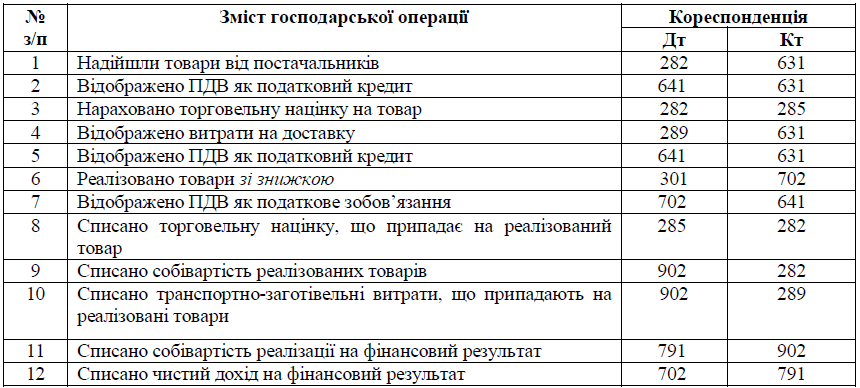 № Зміст господарської операції Кореспонденція
з/п Дт Кт
1 Надійшли товари від постачальників 282 631
2 Відображено ПДВ як податковий кредит 641 631
3 Нараховано торговельну націнку на товар 282 285
4 Відображено витрати на доставку 289 631
5 Відображено ПДВ як податковий кредит 641 631
6 Реалізовано товари зі знижкою 301 702
7 Відображено ПДВ як податкове зобов’язання 702 641
8 Списано торговельну націнку, що припадає на реалізований 285 282
товар
9 Списано собівартість реалізованих товарів 902 282
10 Списано транспортно-заготівельні витрати, що припадають на 902 289
реалізовані товари
11 Списано собівартість реалізації на фінансовий результат 791 902
12 Списано чистий дохід на фінансовий результат 702 791